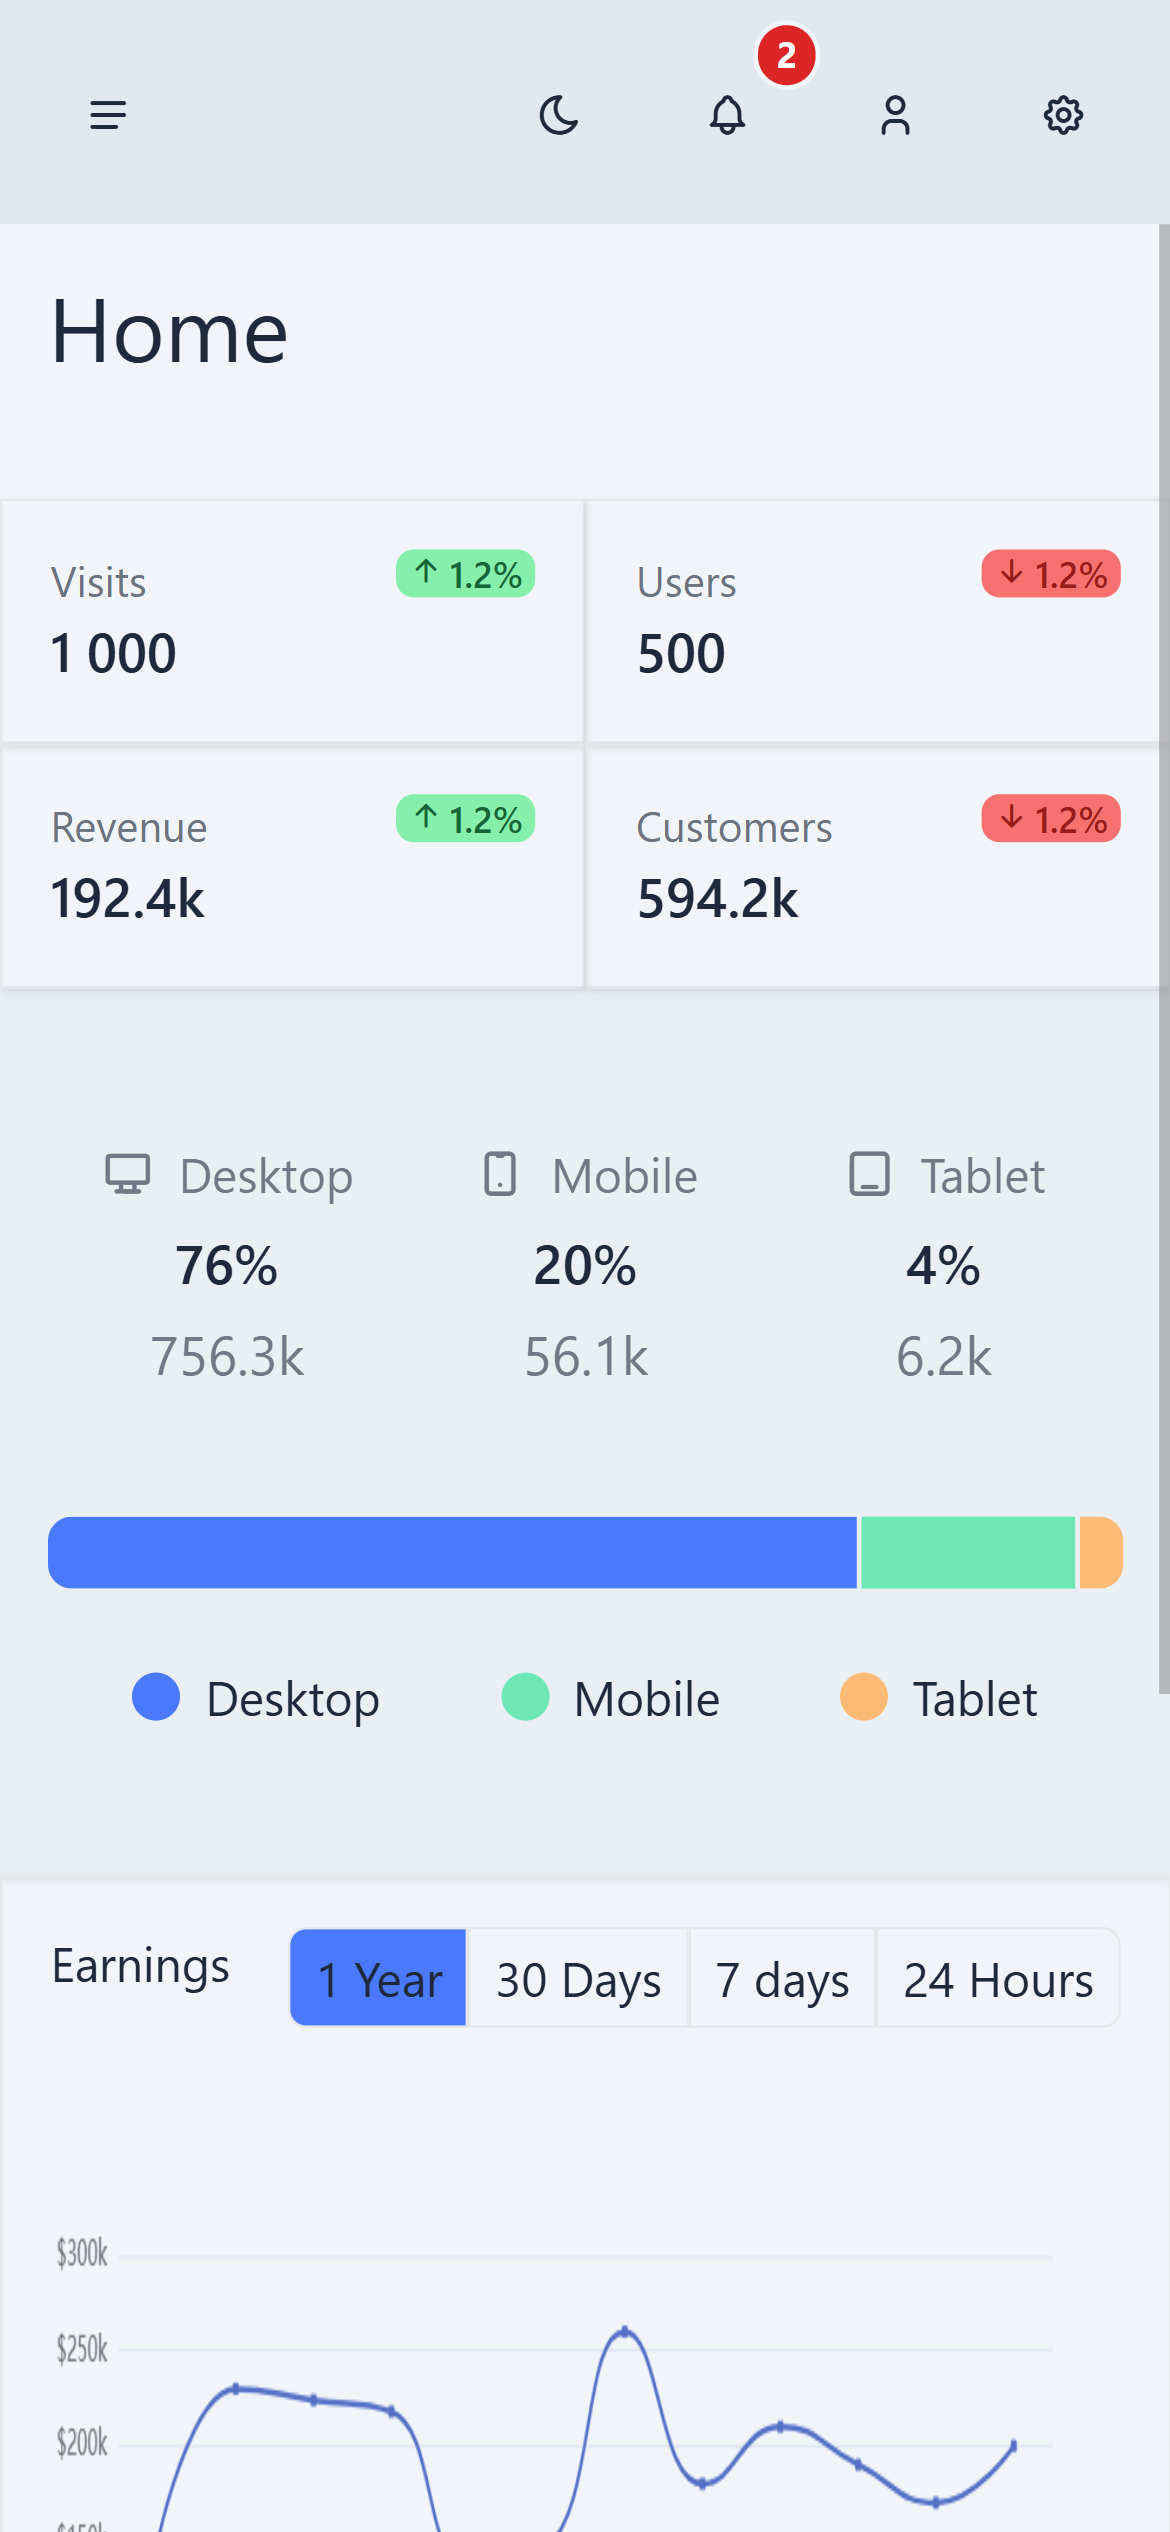 2
Home
Visits
1.2%
1 000
Users
1.2%
500
Revenue
1.2%
192.4k
Customers
1.2%
594.2k
Desktop Mobile Tablet
76% 20% 4%
756.3k 56.1k 6.2k
Desktop Mobile Tablet
Earnings 1 Year 30 Days 7 days 24 Hours
$300k
$250k
$200k